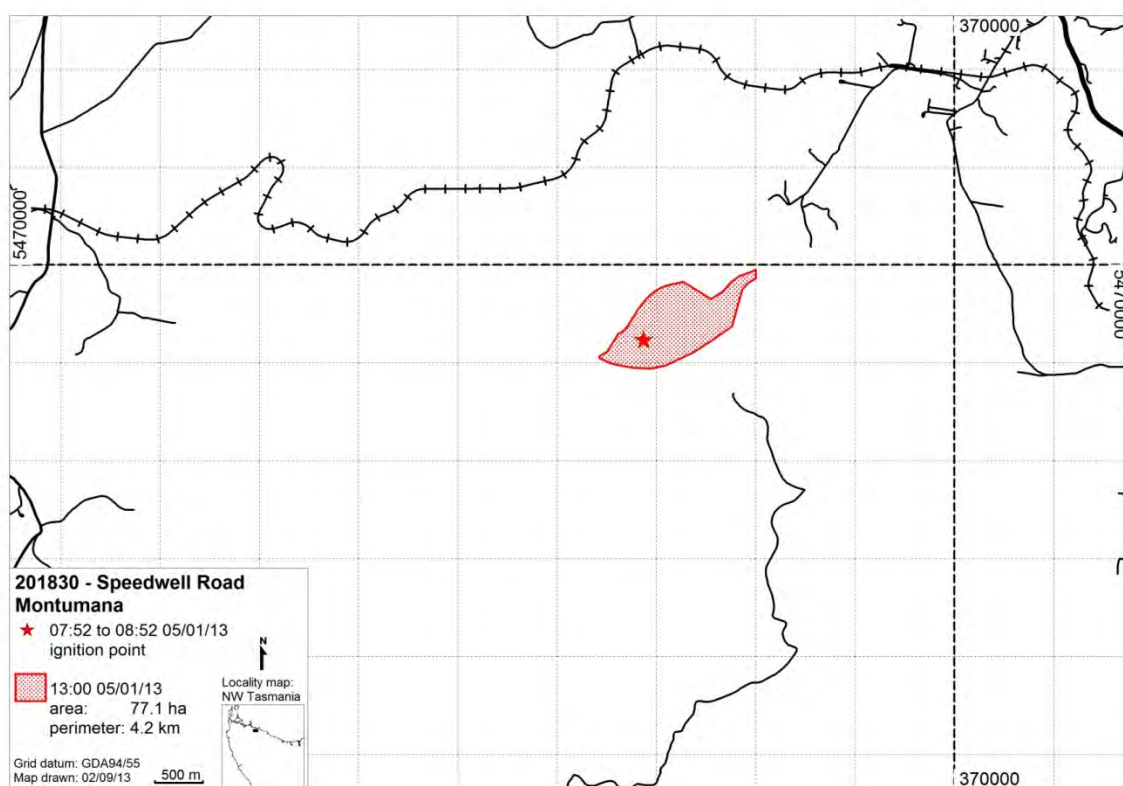 370000
5470000
5470000
201830 - Speedwell Road
Montumana
07:52 to 08:52 05/01/13
ignition point
N
13:00 05/01/13
area: 77.1 ha
perimeter: 4.2 km
Locality map:
NW Tasmania
Grid datum: GDA94/55
Map drawn: 02/09/13
500 m
370000